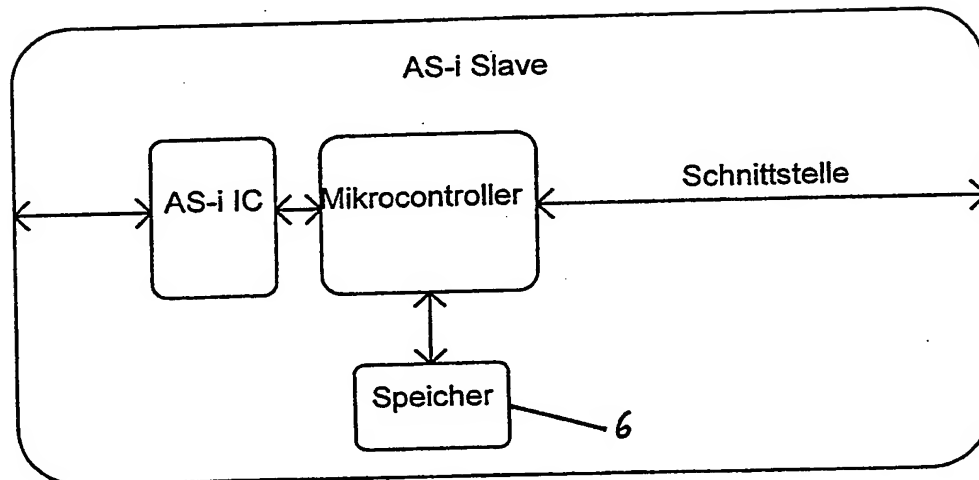 AS-i Slave
AS-i IC
Mikrocontroller
Schnittstelle
Speicher
6